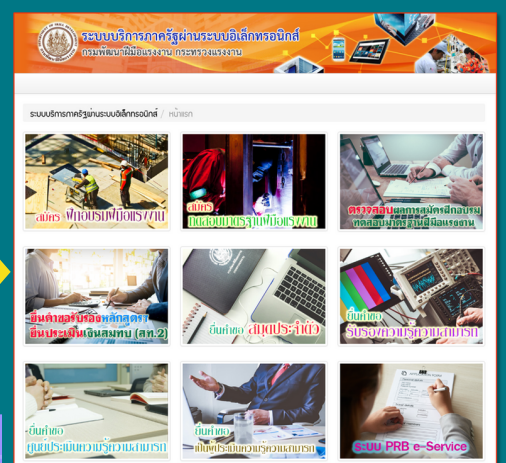 ระบบบริการภาครัฐผ่านระบบอิเล็กทรอนิกส์
กรมพัฒนาฝีมือแรงงาน กระทรวงแรงงาน
ระบบบริการภาครัฐผ่านระบบอิเล็กทรอนิกส์ / หน้าแรก
สมัคร ฝึกอบรมฝีมือแรงงาน
สมัคร
ทดสอบมาตรฐานฝีมือแรงงาน
ตรวจสอบผลการสมัครฝึกอบรม
ทดสอบมาตรฐานฝีมือแรงงาน
ยื่นคำขอรับรองหลักสูตร
ยื่นประเมินเงินสมทบ (สท.2)
ยื่นคำขอ สมุดประจำตัว
ยื่นคำขอ
รับรองความรู้ความสามารถ
ยื่นคำขอ
ศูนย์ประเมินความรู้ความสามารถ
ยื่นคำขอ
เป็นผู้ประเมินความรู้ความสามารถ
ระบบ PRB e-Service